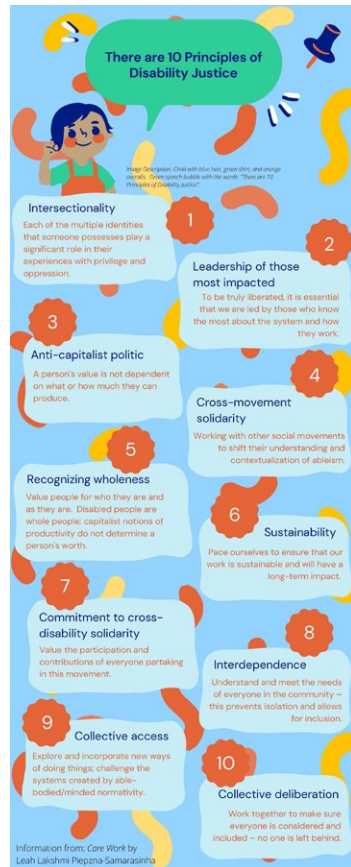 There are 10 Principles of
Disability Justice
Image Description: Child with blue hair, green shirt, and orange
overalls. Green speech bubble with the words: "There are 10
Principles of Disability Justice"
1
Intersectionality
Each of the multiple identities
that someone possesses play a
significant role in their
experiences with privilege and
oppression.
2
Leadership of those
most impacted
To be truly liberated, it is essential
that we are led by those who know
the most about the system and how
they work.
3
Anti-capitalist politic
A person's value is not dependent
on what or how much they can
produce.
4
Cross-movement
solidarity
Working with other social movements
to shift their understanding and
contextualization of ableism.
5
Recognizing wholeness
Value people for who they are and
as they are. Disabled people are
whole people; capitalist notions of
productivity do not determine a
person's worth.
6
Sustainability
Pace ourselves to ensure that our
work is sustainable and will have a
long-term impact.
7
Commitment to cross-
disability solidarity
Value the participation and
contributions of everyone partaking
in this movement.
8
Interdependence
Understand and meet the needs
of everyone in the community –
this prevents isolation and allows
for inclusion.
9
Collective access
Explore and incorporate new ways
of doing things; challenge the
systems created by able-
bodied/minded normativity.
10
Collective deliberation
Work together to make sure
everyone is considered and
included – no one is left behind.
Information from: Care Work by
Leah Lakshmi Piepzna-Samarasinha